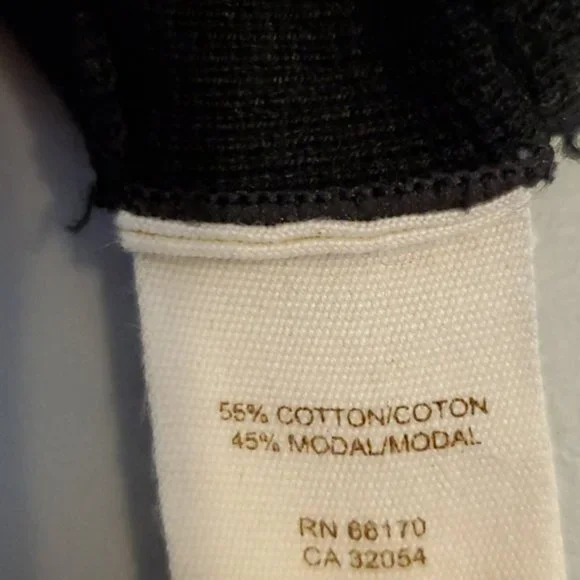 55% COTTON/COTON
45% MODAL/MODAL
RN 66170
CA 32054